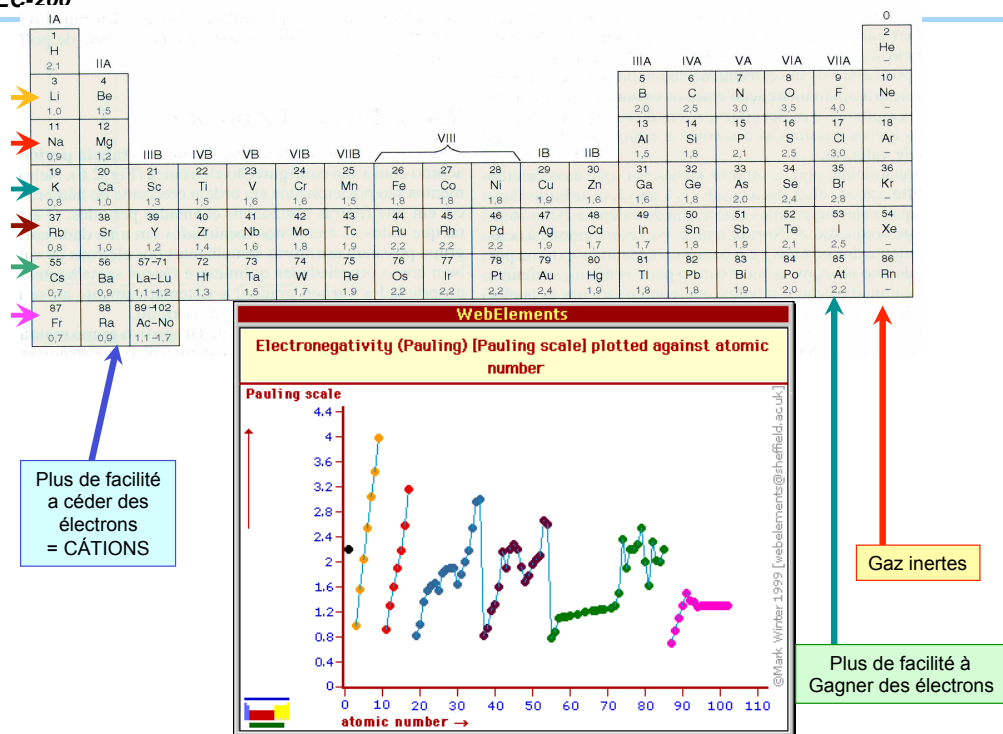 EC-200
IA
0
1
2
H
He
2,1
IIA
IIIA
IVA
VA
VIA
VIIA
–
3 4 5 6 7 8 9 10
Li Be B C N O F Ne
1,0 1,5 2,0 2,5 3,0 3,5 4,0 –
11 12 13 14 15 16 17 18
Na Mg Al Si P S Cl Ar
0,9 1,2 IIIB IVB VB VIB VIIB VIII IB IIB 1,5 1,8 2,1 2,5 3,0 –
19 20 21 22 23 24 25 26 27 28 29 30 31 32 33 34 35 36
K Ca Sc Ti V Cr Mn Fe Co Ni Cu Zn Ga Ge As Se Br Kr
0,8 1,0 1,3 1,5 1,6 1,6 1,5 1,8 1,8 1,8 1,9 1,6 1,6 1,8 2,0 2,4 2,8 –
37 38 39 40 41 42 43 44 45 46 47 48 49 50 51 52 53 54
Rb Sr Y Zr Nb Mo Tc Ru Rh Pd Ag Cd In Sn Sb Te I Xe
0,8 1,0 1,2 1,4 1,6 1,8 1,9 2,2 2,2 2,2 1,9 1,7 1,7 1,8 1,9 2,1 2,5 –
55 56 57–71 72 73 74 75 76 77 78 79 80 81 82 83 84 85 86
Cs Ba La–Lu Hf Ta W Re Os Ir Pt Au Hg Tl Pb Bi Po At Rn
0,7 0,9 1,1–1,2 1,3 1,5 1,7 1,9 2,2 2,2 2,2 2,4 1,9 1,8 1,8 1,9 2,0 2,2 –
87 88 89–102
Fr Ra Ac–No
0,7 0,9 1,1–1,7
WebElements
Electronegativity (Pauling) [Pauling scale] plotted against atomic
number
Pauling scale
4.4
4
3.6
3.2
2.8
2.4
2
1.6
1.2
0.8
0.4
0
0 10 20 30 40 50 60 70 80 90 100 110
atomic number →
©Mark Winter 1999 [webelements@sheffield.ac.uk]
Plus de facilité
a céder des
électrons
= CÁTIONS
Gaz inertes
Plus de facilité à
Gagner des électrons